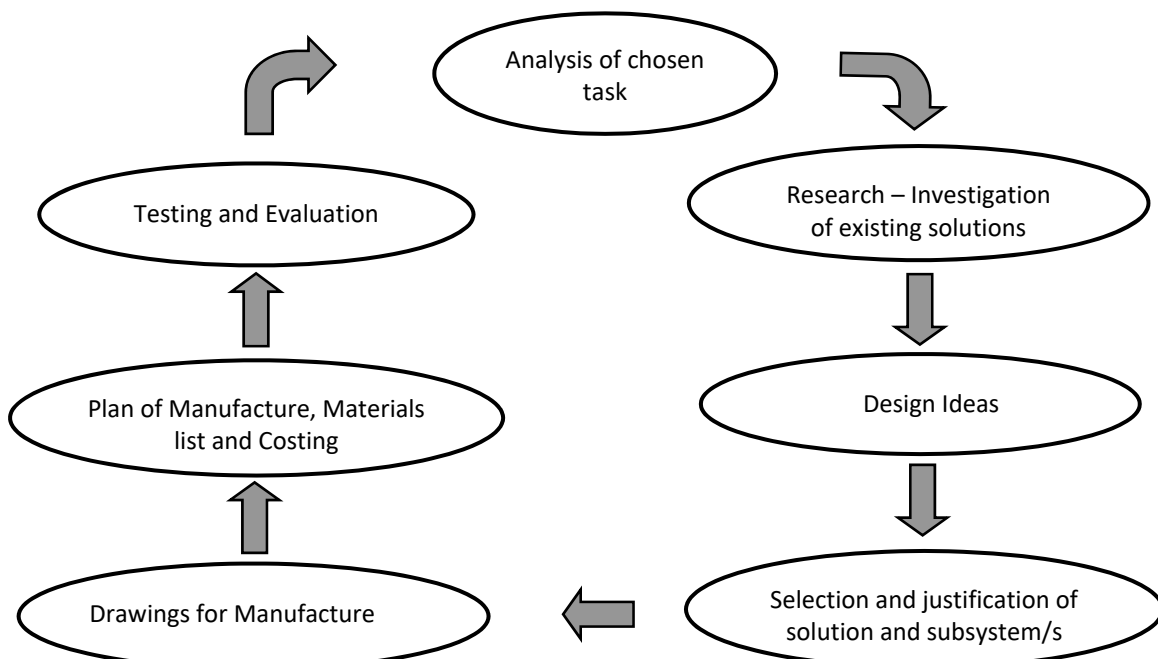 Analysis of chosen
task
Research – Investigation
of existing solutions
Design Ideas
Selection and justification of
solution and subsystem/s
Drawings for Manufacture
Plan of Manufacture, Materials
list and Costing
Testing and Evaluation